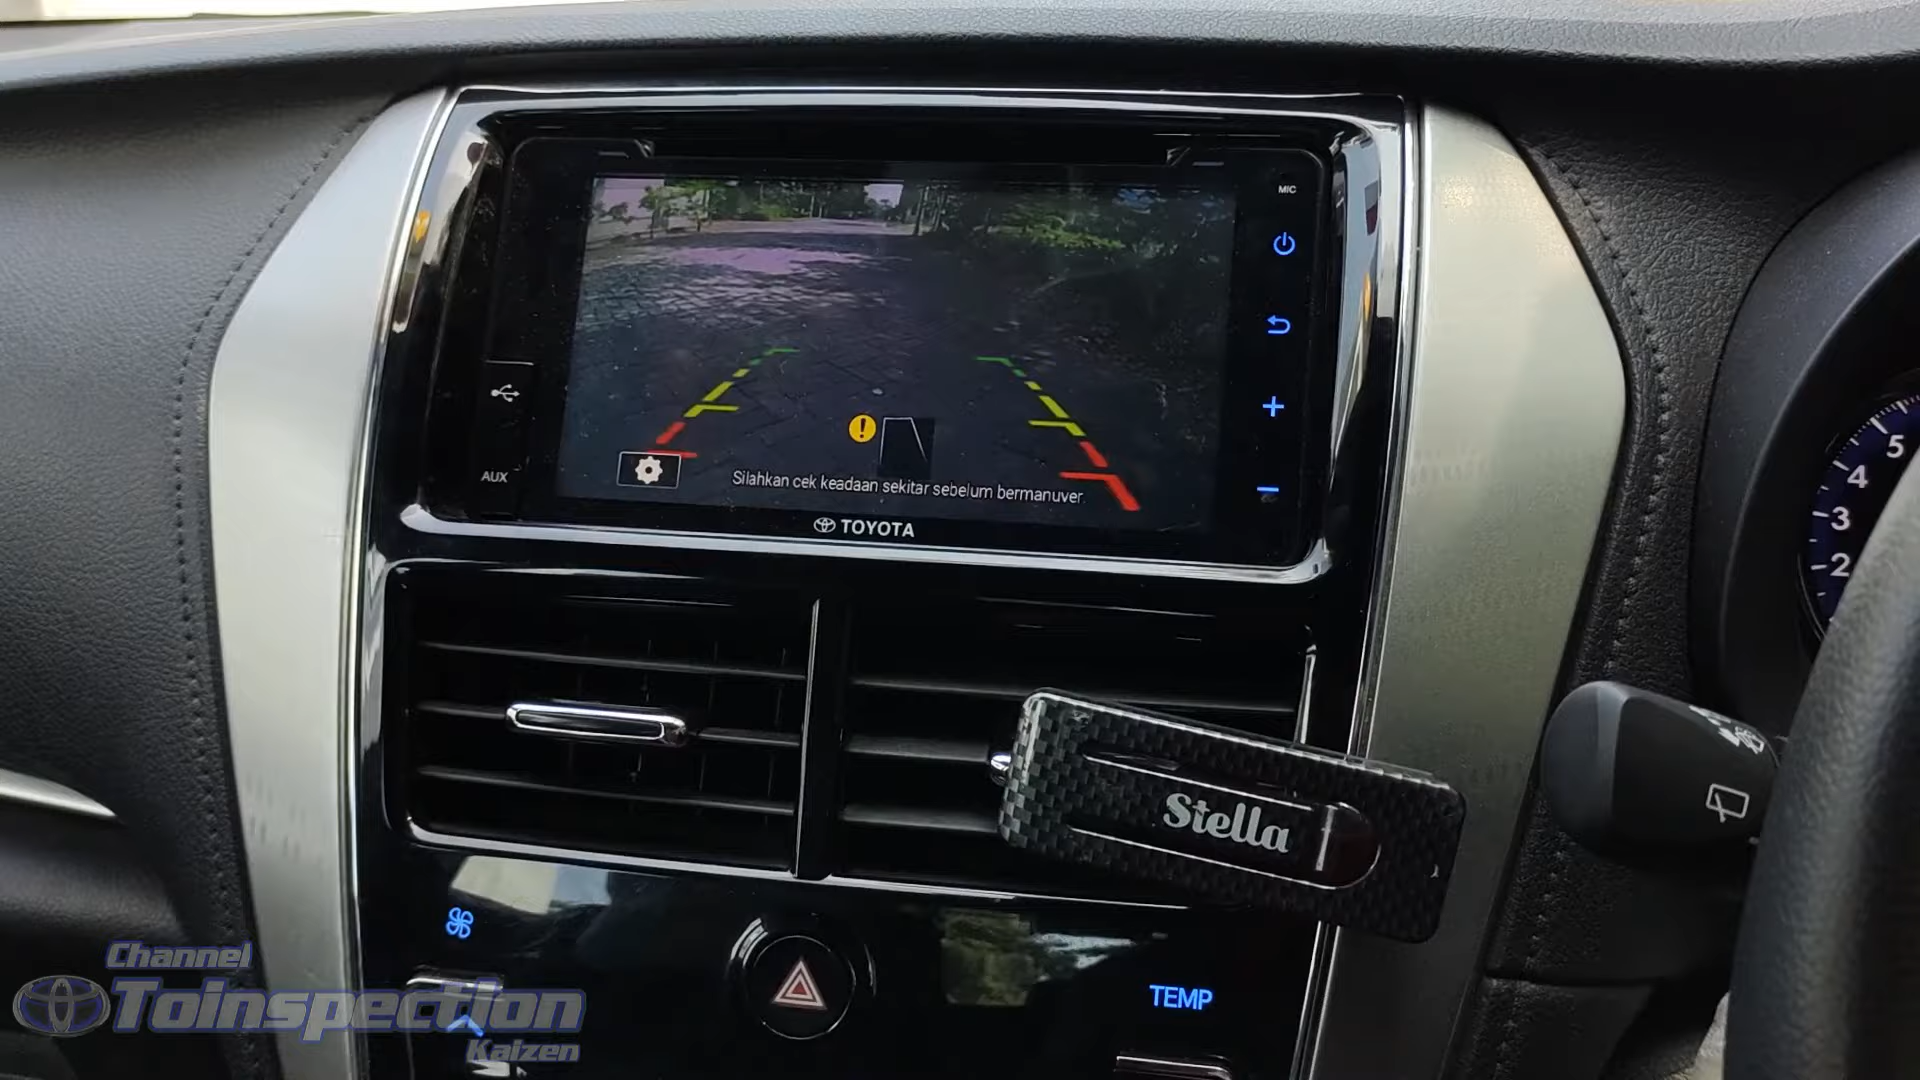 MIC
AUX
Silahkan cek keadaan sekitar sebelum bermanuver.
TOYOTA
5
4
3
2
Stella
TEMP
Channel
Toinspection
Kaizen